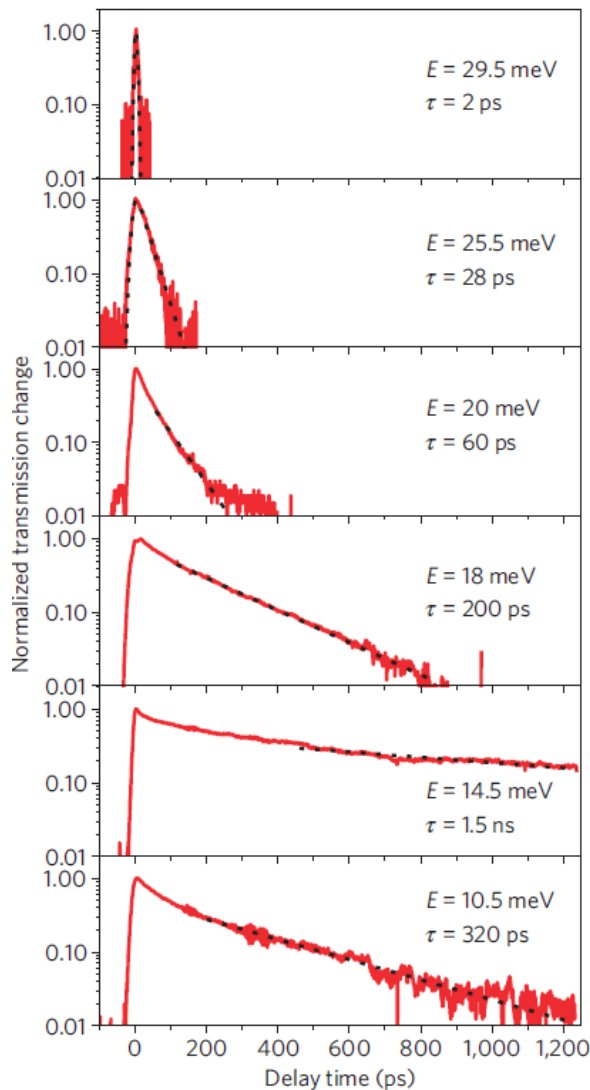 1.00
0.10
0.01
E = 29.5 meV
τ = 2 ps
1.00
0.10
0.01
E = 25.5 meV
τ = 28 ps
1.00
0.10
0.01
E = 20 meV
τ = 60 ps
1.00
0.10
0.01
E = 18 meV
τ = 200 ps
1.00
0.10
0.01
E = 14.5 meV
τ = 1.5 ns
1.00
0.10
0.01
E = 10.5 meV
τ = 320 ps
Normalized transmission change
0 200 400 600 800 1,000 1,200
Delay time (ps)